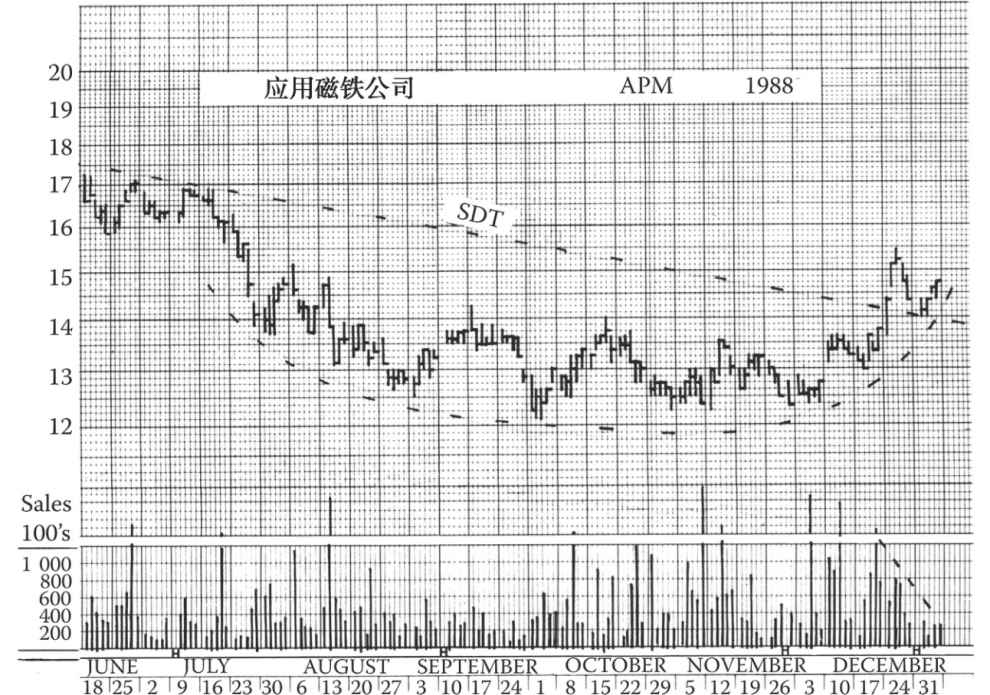 20
应用磁铁公司 APM 1988
19
18
17
SDT
16
15
14
13
12
Sales
100's
1 000
800
600
400
200
JUNE JULY AUGUST SEPTEMBER OCTOBER NOVEMBER DECEMBER
18 25 2 9 16 23 30 6 13 20 27 3 10 17 24 1 8 15 22 29 5 12 19 26 3 10 17 24 31